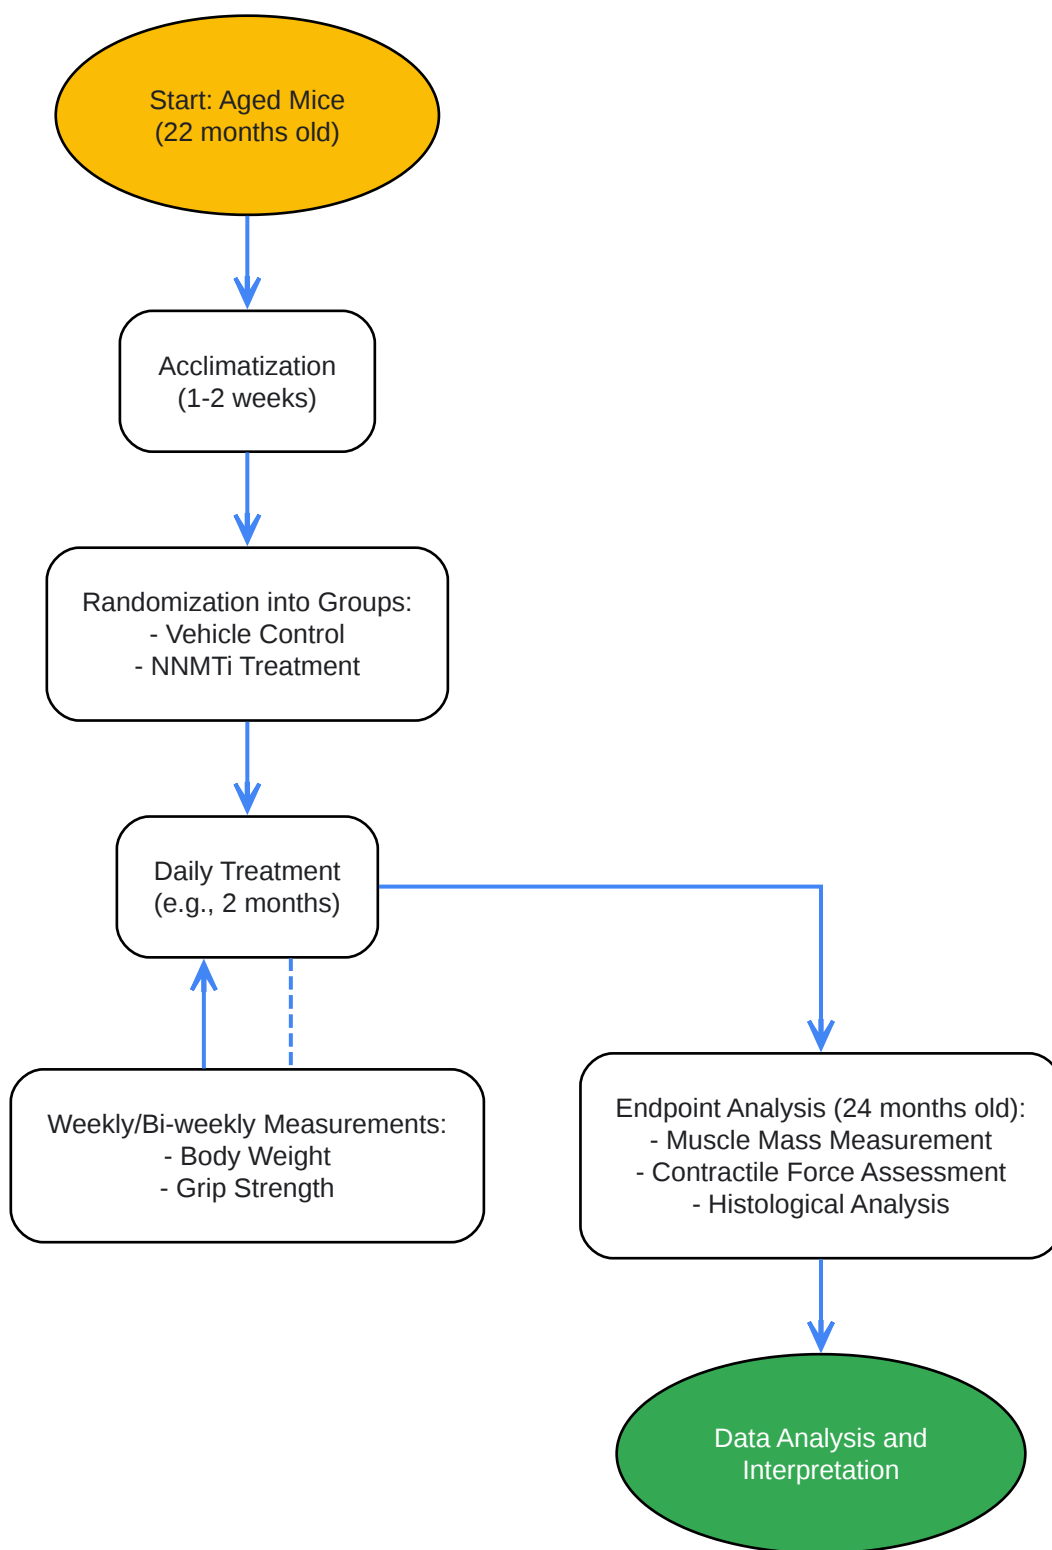 Start: Aged Mice
(22 months old)
Acclimatization
(1-2 weeks)
Randomization into Groups:
- Vehicle Control
- NNMTi Treatment
Daily Treatment
(e.g., 2 months)
Weekly/Bi-weekly Measurements:
- Body Weight
- Grip Strength
Endpoint Analysis (24 months old):
- Muscle Mass Measurement
- Contractile Force Assessment
- Histological Analysis
Data Analysis and
Interpretation